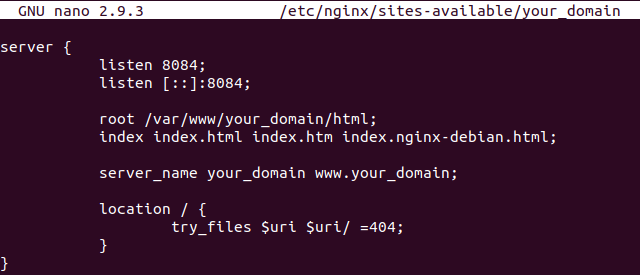 GNU nano 2.9.3 /etc/nginx/sites-available/your_domain
server {
listen 8084;
listen [::]:8084;
root /var/www/your_domain/html;
index index.html index.htm index.nginx-debian.html;
server_name your_domain www.your_domain;
location / {
try_files $uri $uri/ =404;
}
}